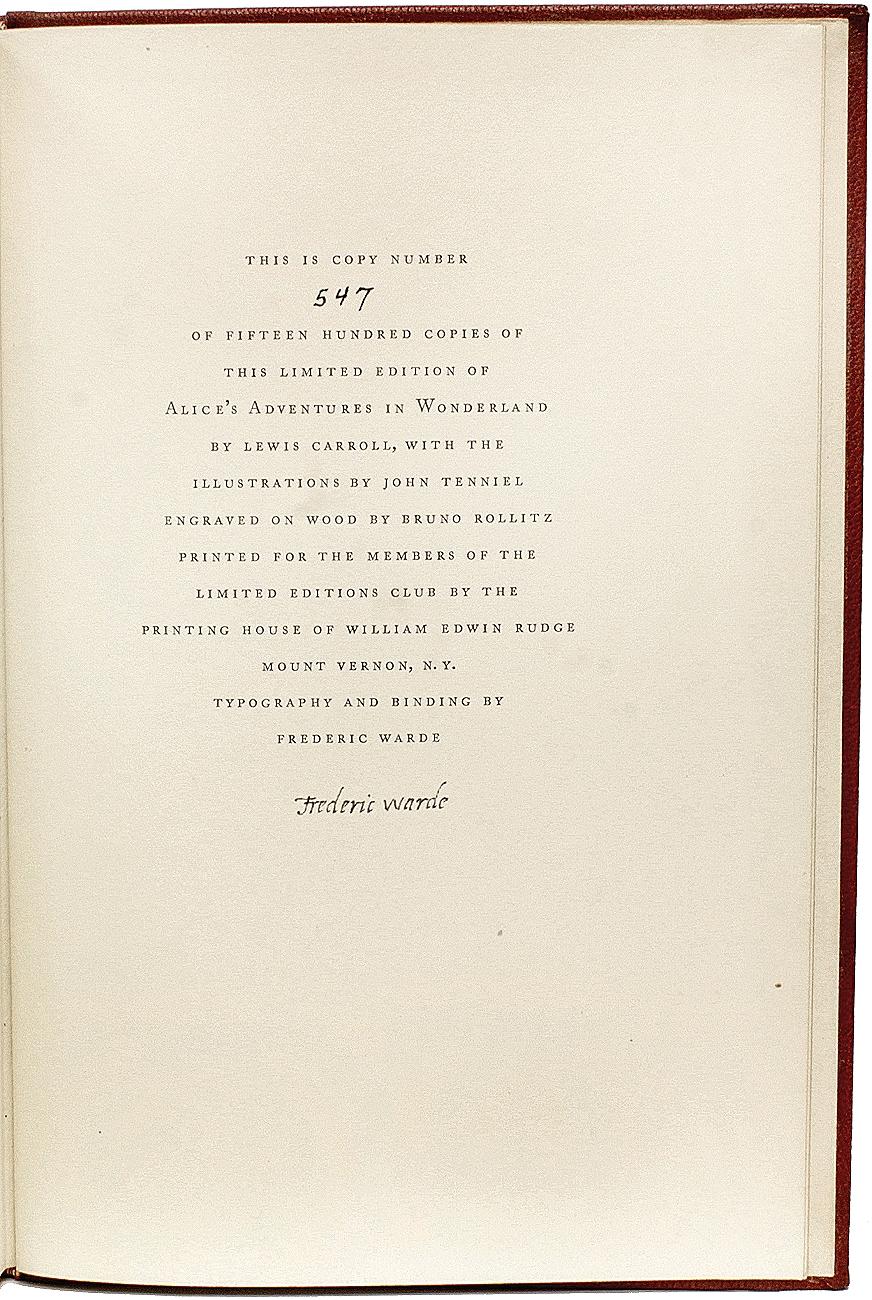 THIS IS COPY NUMBER
547
OF FIFTEEN HUNDRED COPIES OF
THIS LIMITED EDITION OF
ALICE'S ADVENTURES IN WONDERLAND
BY LEWIS CARROLL, WITH THE
ILLUSTRATIONS BY JOHN TENNIEL
ENGRAVED ON WOOD BY BRUNO ROLLITZ
PRINTED FOR THE MEMBERS OF THE
LIMITED EDITIONS CLUB BY THE
PRINTING HOUSE OF WILLIAM EDWIN RUDGE
MOUNT VERNON, N.Y.
TYPOGRAPHY AND BINDING BY
FREDERIC WARDE
Frederic Warde